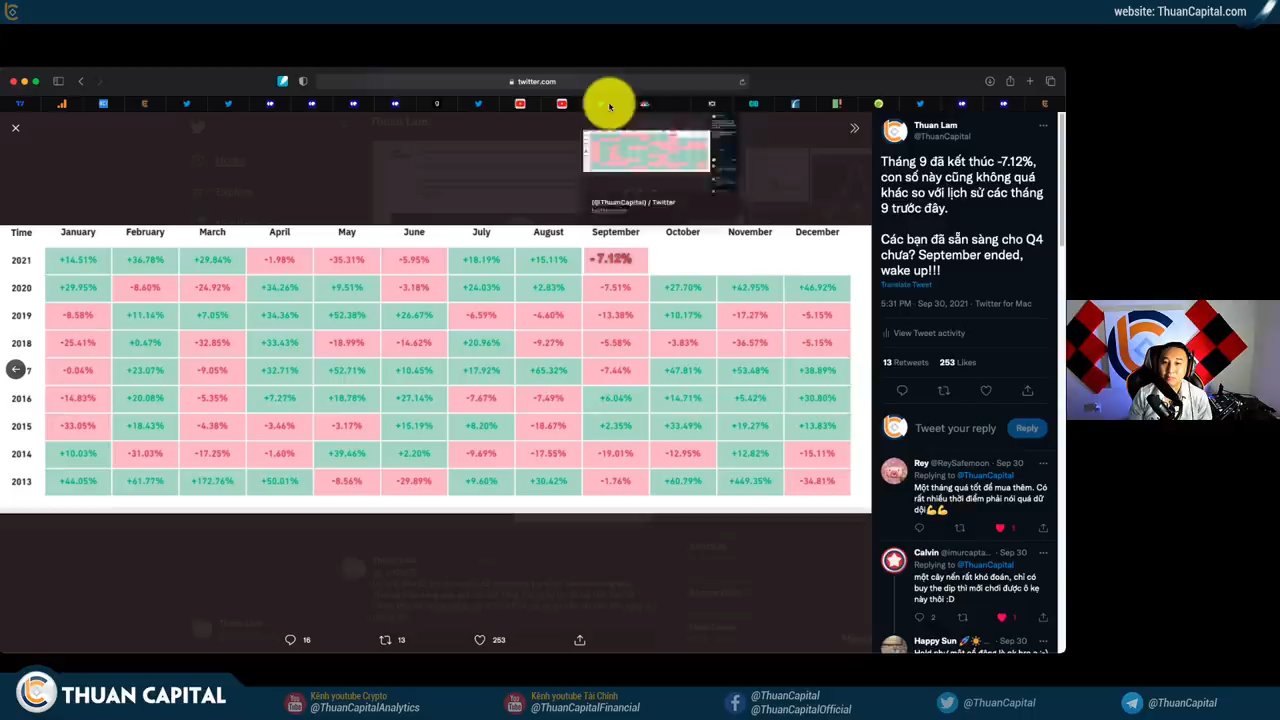 website: ThuanCapital.com
twitter.com
(@ThuanCapital) / Twitter
Time January February March April May June July August September October November December
2021 +14.51% +36.78% +29.84% -1.98% -35.31% -5.95% +18.19% +15.11% -7.12%
2020 +29.95% -8.60% -24.92% +34.26% +9.51% -3.18% +24.03% +2.83% -7.51% +27.70% +42.95% +46.92%
2019 -8.58% +11.14% +7.05% +34.36% +52.38% +26.67% -6.59% -4.60% -13.38% +10.17% -17.27% -5.15%
2018 -25.41% +0.47% -32.85% +33.43% -18.99% -14.62% +20.96% -9.27% -5.58% -3.83% -36.57% -5.15%
7 -0.04% +23.07% -9.05% +32.71% +52.71% +10.45% +17.92% +65.32% -7.44% +47.81% +53.48% +38.89%
2016 -14.83% +20.08% -5.35% +7.27% +18.78% +27.14% -7.67% -7.49% +6.04% +14.71% +5.42% +30.80%
2015 -33.05% +18.43% -4.38% -3.46% -3.17% +15.19% +8.20% -18.67% +2.35% +33.49% +19.27% +13.83%
2014 +10.03% -31.03% -17.25% -1.60% +39.46% +2.20% -9.69% -17.55% -19.01% -12.95% +12.82% -15.11%
2013 +44.05% +61.77% +172.76% +50.01% -8.56% -29.89% +9.60% +30.42% -1.76% +60.79% +449.35% -34.81%
16 13 253
Thuan Lam
@ThuanCapital
Tháng 9 đã kết thúc -7.12%,
con số này cũng không quá
khác so với lịch sử các tháng
9 trước đây.
Các bạn đã sẵn sàng cho Q4
chưa? September ended,
wake up!!!
Translate Tweet
5:31 PM · Sep 30, 2021 · Twitter for Mac
View Tweet activity
13 Retweets 253 Likes
Tweet your reply Reply
Rey @ReySafemoon · Sep 30
Replying to @ThuanCapital
Một tháng quá tốt để mua thêm. Có
rất nhiều thời điểm phải nói quá dữ
dội💪💪
1
Calvin @imurcapta... · Sep 30
Replying to @ThuanCapital
một cây nến rất khó đoán, chỉ có
buy the dip thì mới chơi được ô kẹ
này thôi :D
2 1
Happy Sun 🚀☀️ ... · Sep 30
THUAN CAPITAL
Kênh youtube Crypto
@ThuanCapitalAnalytics
Kênh youtube Tài Chính
@ThuanCapitalFinancial
@ThuanCapital
@ThuanCapitalOfficial
@ThuanCapital
@ThuanCapital